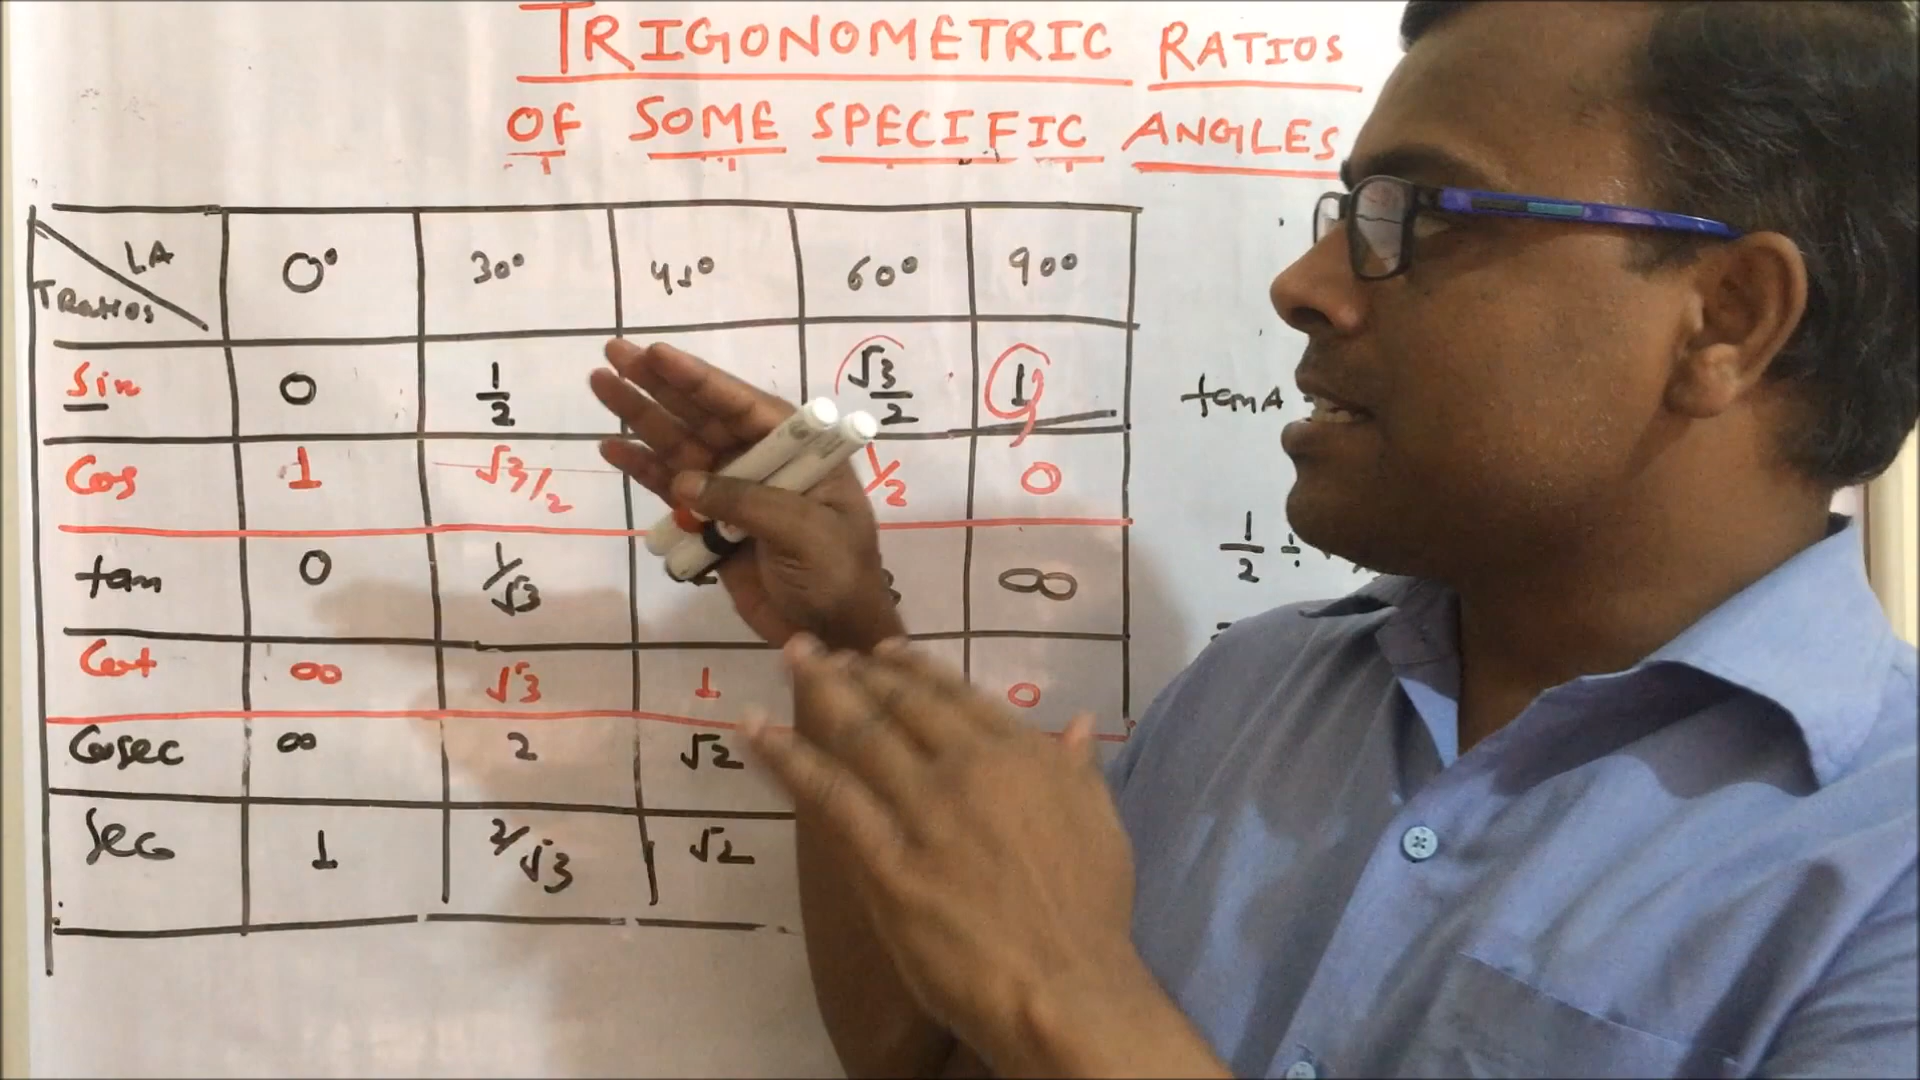 TRIGONOMETRIC RATIOS
OF SOME SPECIFIC ANGLES
∠A 0° 30° 45° 60° 90°
TRatios
Sin 0 1/2 √3/2 1
Cos 1 √3/2 1/2 0
tan 0 1/√3 ∞
Cot ∞ √3 1 0
Cosec ∞ 2 √2
Sec 1 2/√3 √2
tanA
1/2 ÷